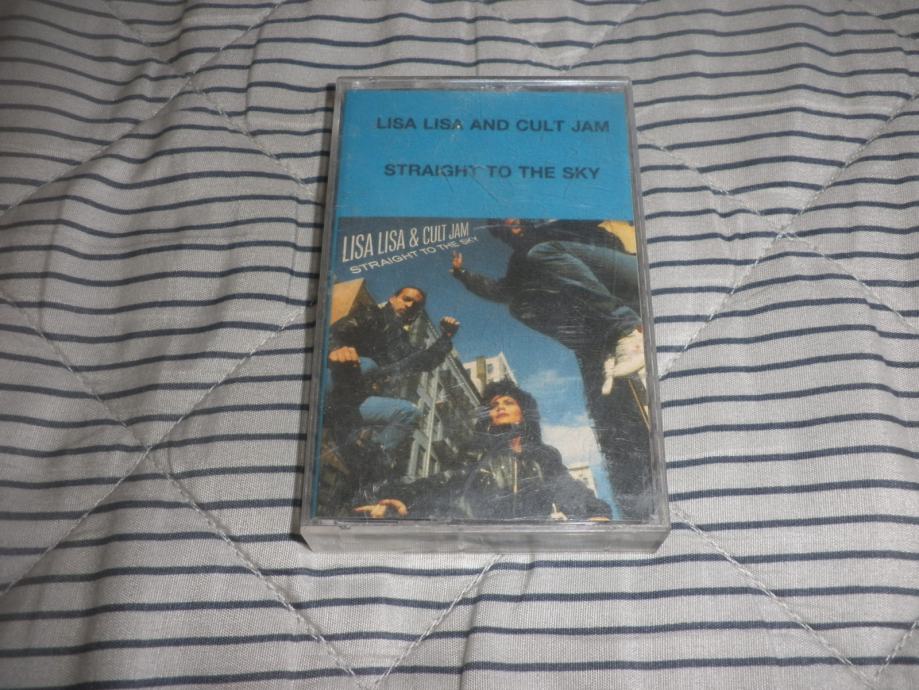 LISA LISA AND CULT JAM
STRAIGHT TO THE SKY
LISA LISA & CULT JAM
STRAIGHT TO THE SKY